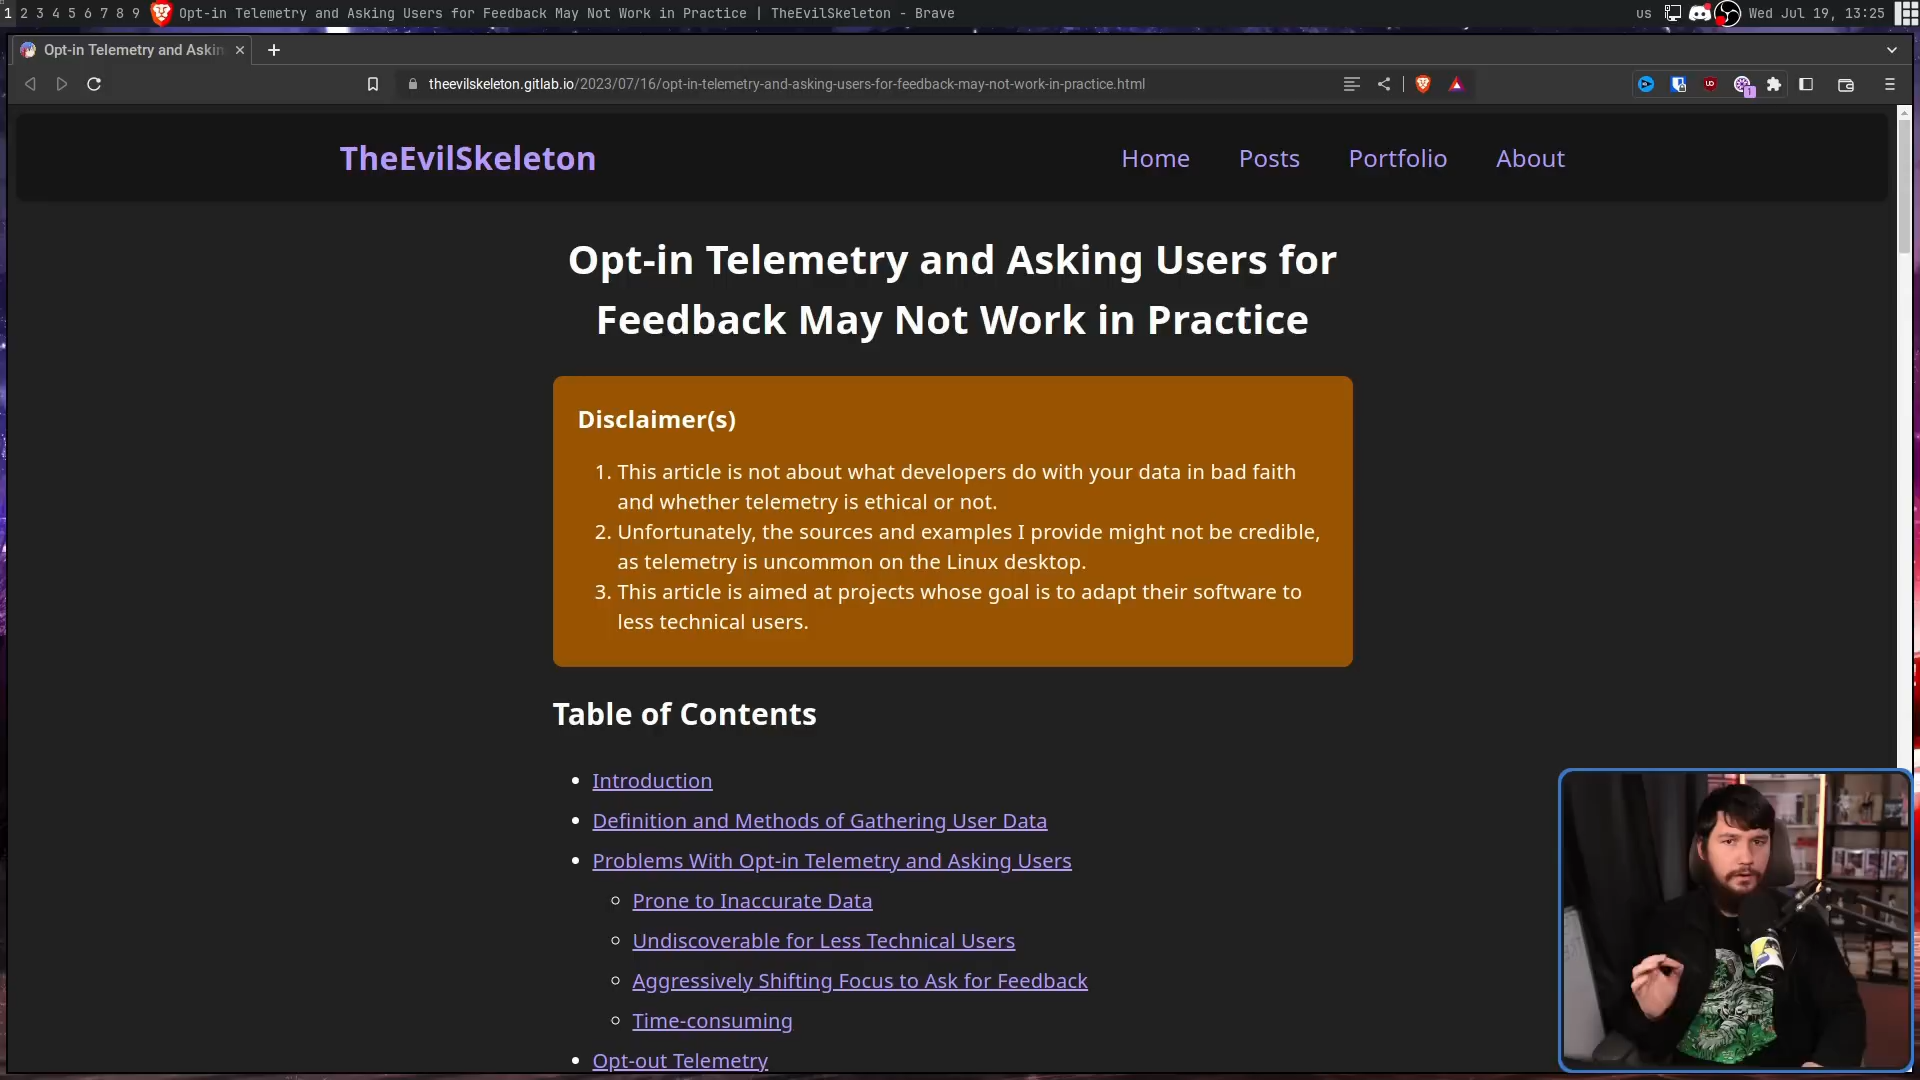 1 2 3 4 5 6 7 8 9 Opt-in Telemetry and Asking Users for Feedback May Not Work in Practice | TheEvilSkeleton - Brave us Wed Jul 19, 13:25
Opt-in Telemetry and Askin
theevilskeleton.gitlab.io/2023/07/16/opt-in-telemetry-and-asking-users-for-feedback-may-not-work-in-practice.html
TheEvilSkeleton Home Posts Portfolio About
Opt-in Telemetry and Asking Users for
Feedback May Not Work in Practice
Disclaimer(s)
1. This article is not about what developers do with your data in bad faith
and whether telemetry is ethical or not.
2. Unfortunately, the sources and examples I provide might not be credible,
as telemetry is uncommon on the Linux desktop.
3. This article is aimed at projects whose goal is to adapt their software to
less technical users.
Table of Contents
Introduction
Definition and Methods of Gathering User Data
Problems With Opt-in Telemetry and Asking Users
Prone to Inaccurate Data
Undiscoverable for Less Technical Users
Aggressively Shifting Focus to Ask for Feedback
Time-consuming
Opt-out Telemetry